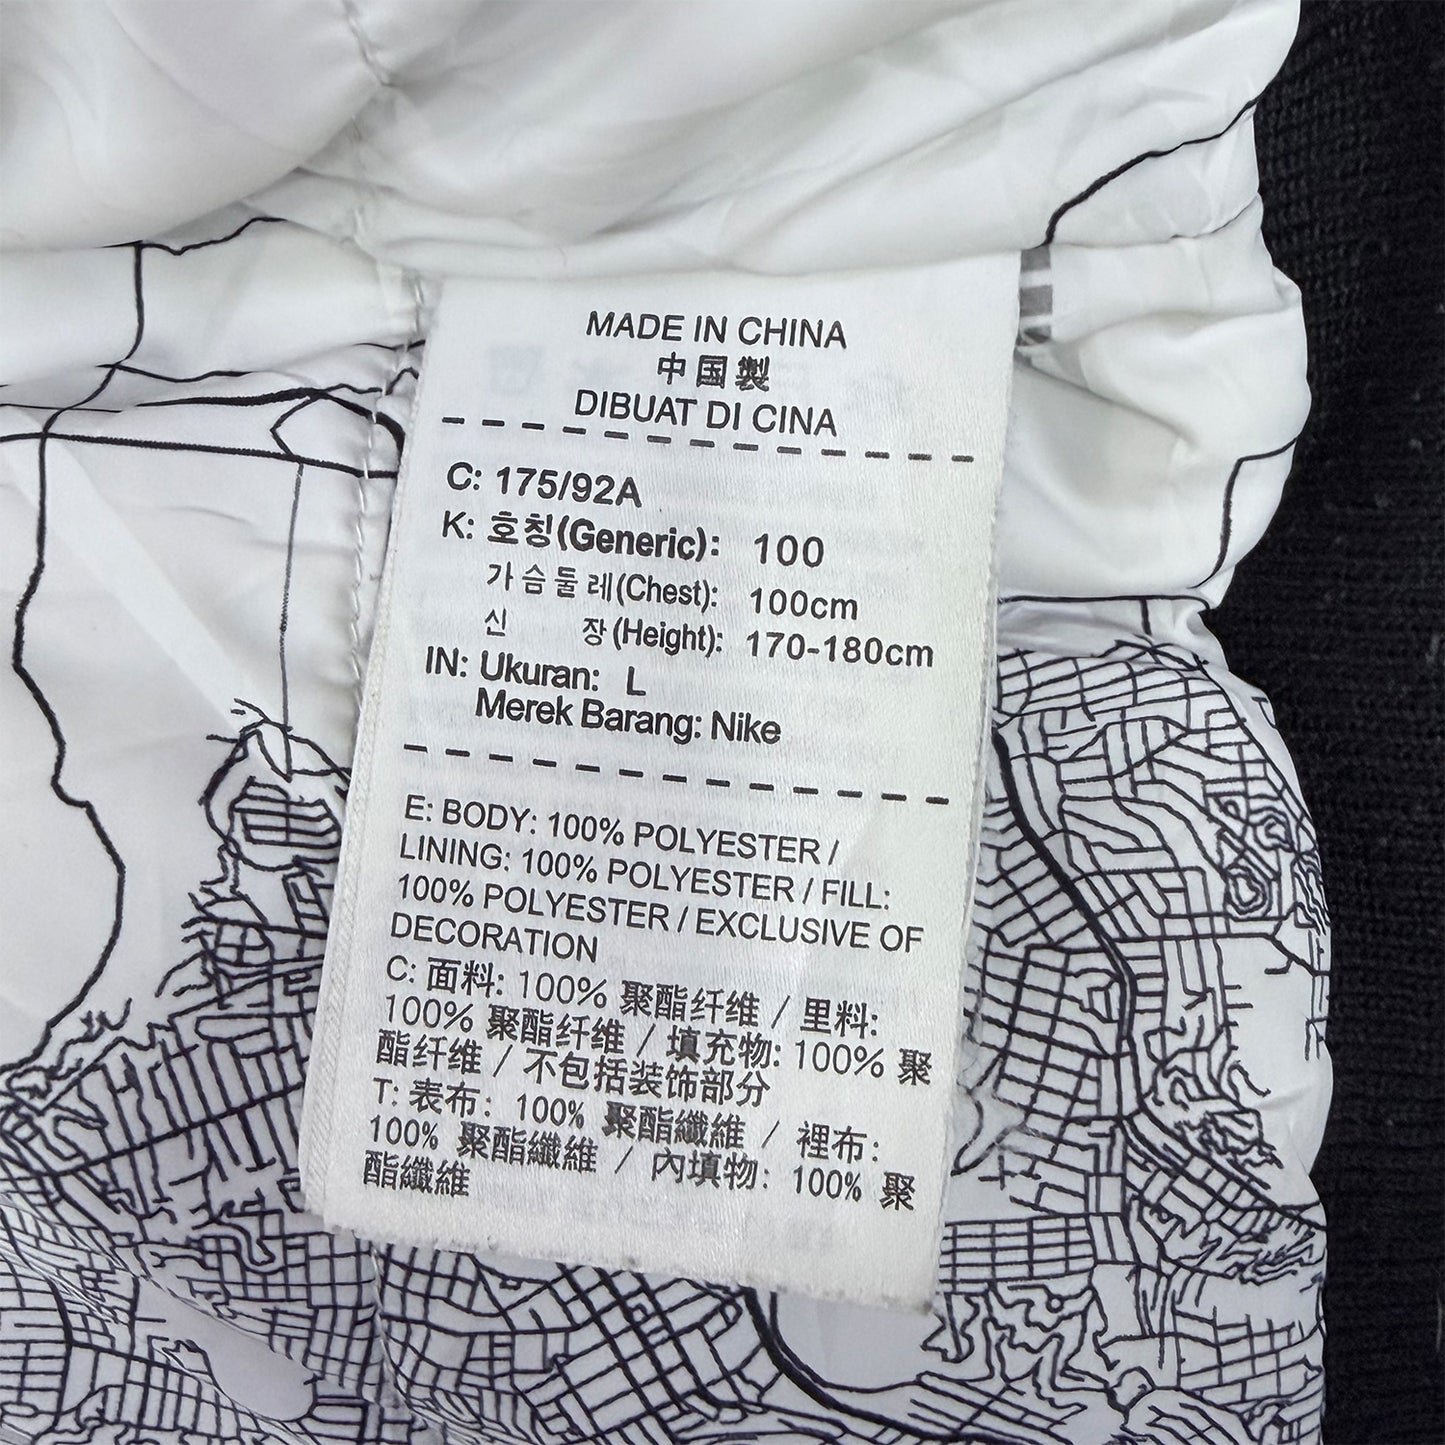 MADE IN CHINA
中国製
DIBUAT DI CINA
C: 175/92A
K: 호칭(Generic): 100
가슴둘레(Chest): 100cm
신 장(Height): 170-180cm
IN: Ukuran: L
Merek Barang: Nike
E: BODY: 100% POLYESTER /
LINING: 100% POLYESTER / FILL:
100% POLYESTER / EXCLUSIVE OF
DECORATION
C: 面料: 100% 聚酯纤维 / 里料:
100% 聚酯纤维 / 填充物: 100% 聚
酯纤维 / 不包括装饰部分
T: 表布: 100% 聚酯纖維 / 裡布:
100% 聚酯纖維 / 內填物: 100% 聚
酯纖維